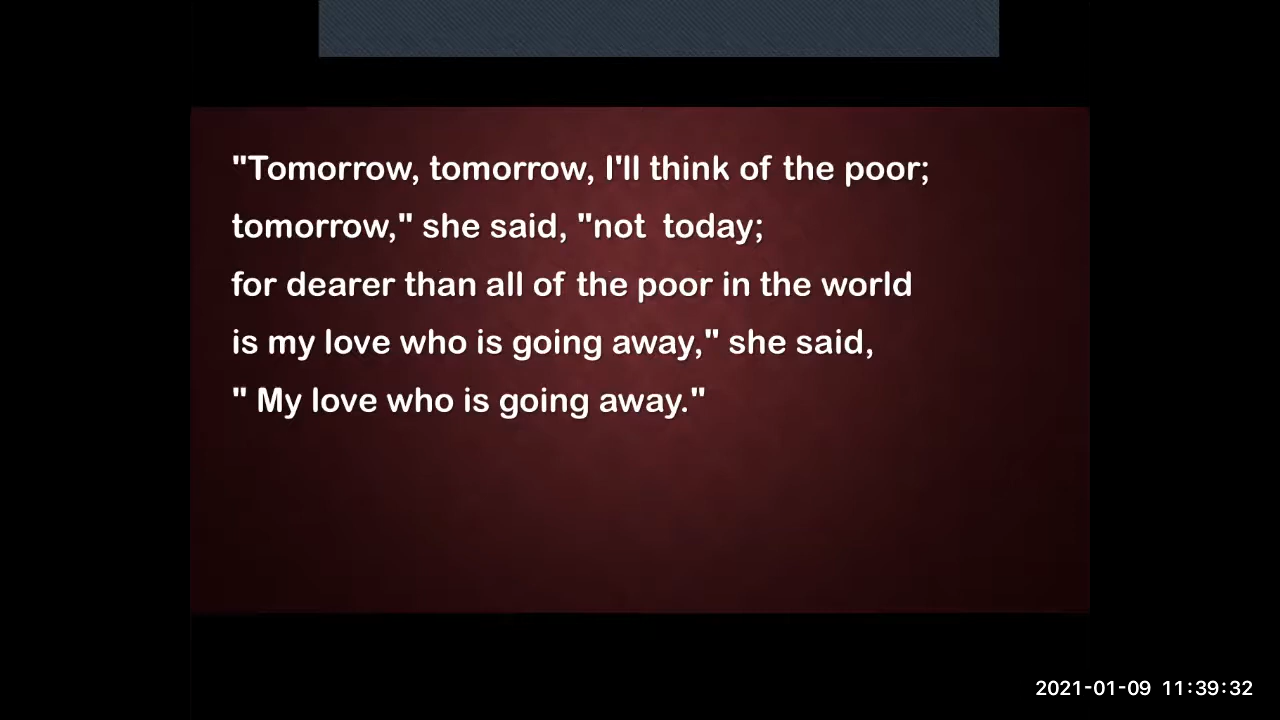 "Tomorrow, tomorrow, I'll think of the poor;
tomorrow," she said, "not  today;
for dearer than all of the poor in the world
is my love who is going away," she said,
" My love who is going away."
2021-01-09 11:39:32